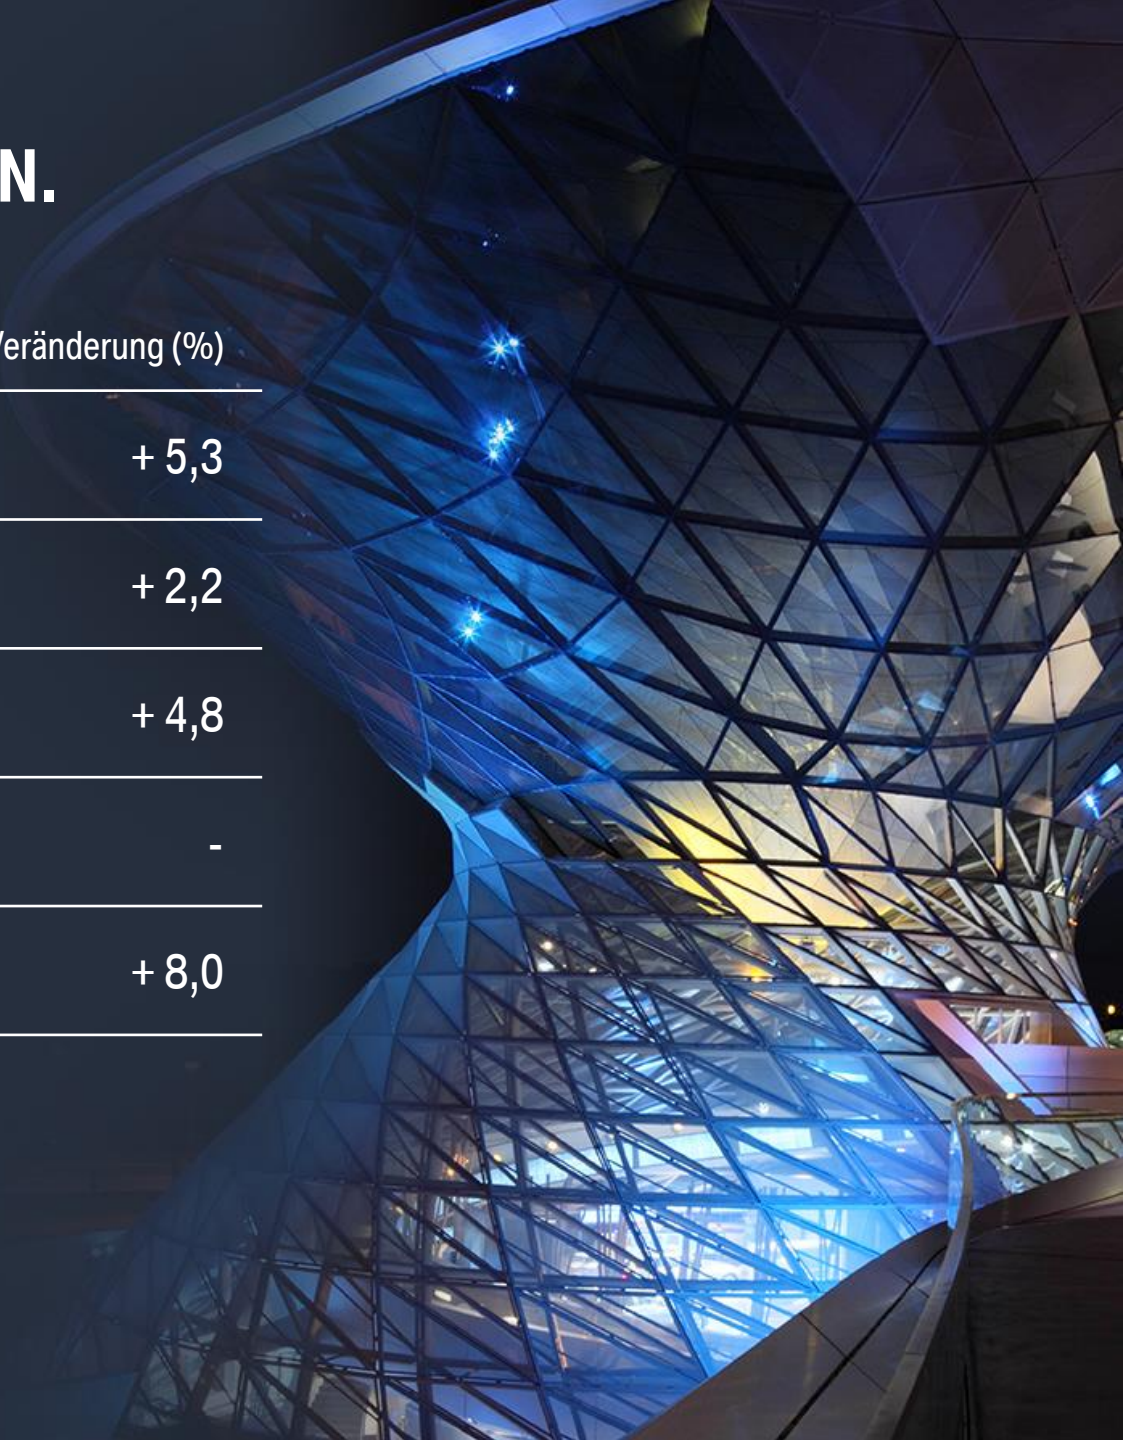 N.
Veränderung (%)
+ 5,3
+ 2,2
+ 4,8
-
+ 8,0